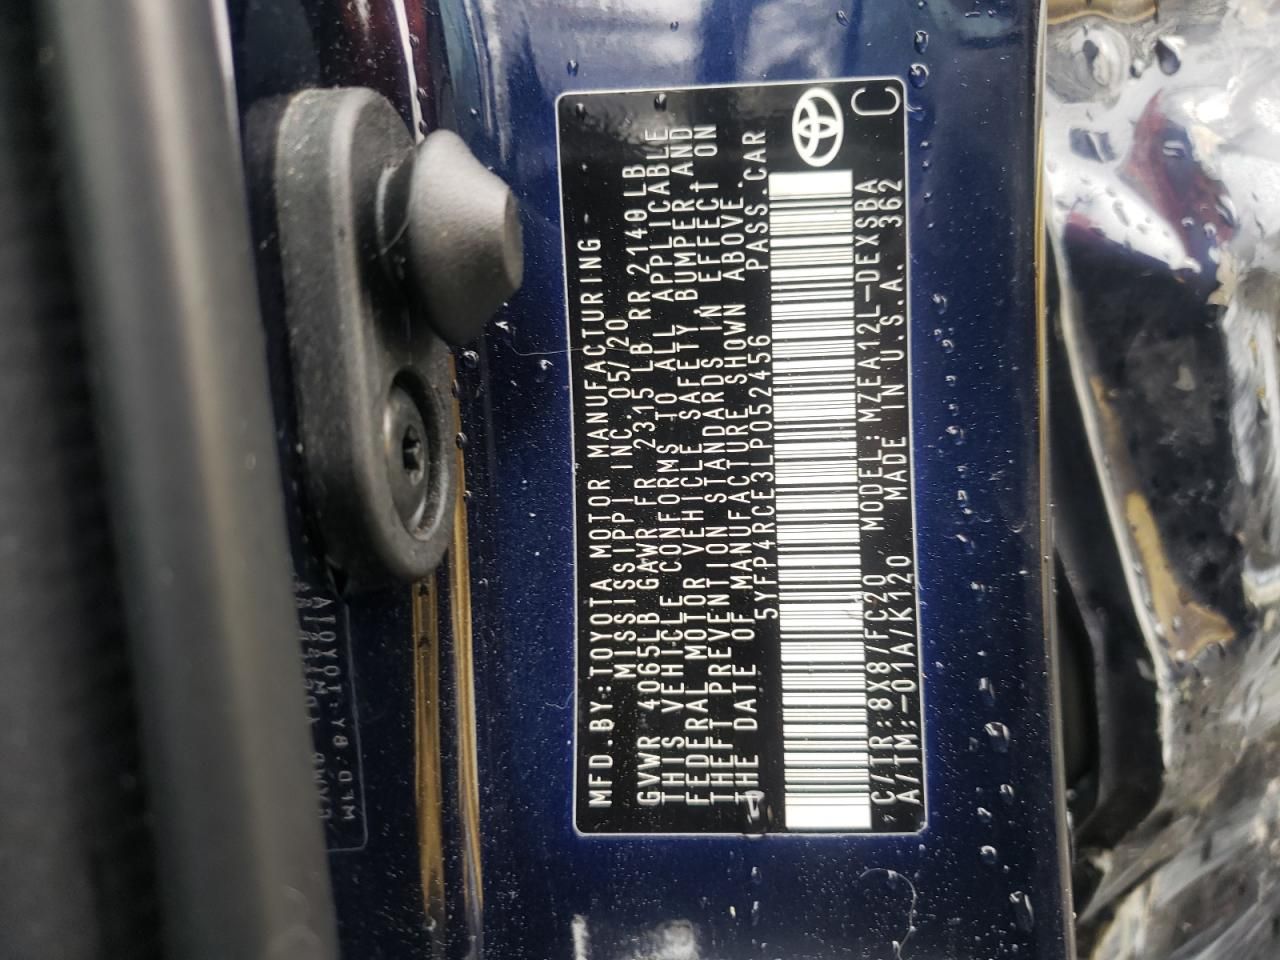 MFD.BY:TOYOTA MOTOR MANUFACTURING-
MISSISSIPPI INC. 05/20
GVWR 4065LB GAWR FR 2315 LB RR 2140LB
THIS VEHICLE CONFORMS TO ALL APPLICABLE
FEDERAL MOTOR VEHICLE SAFETY,BUMPER AND
THEFT PREVENTION STANDARDS IN EFFECT ON
THE DATE OF MANUFACTURE SHOWN ABOVE.
5YFP4RCE3LP052456 PASS.CAR
C/TR:8X8/FC20 MODEL:MZEA12L-DEXSBA
A/TM:-01A/K120 MADE IN U.S.A. 362
C